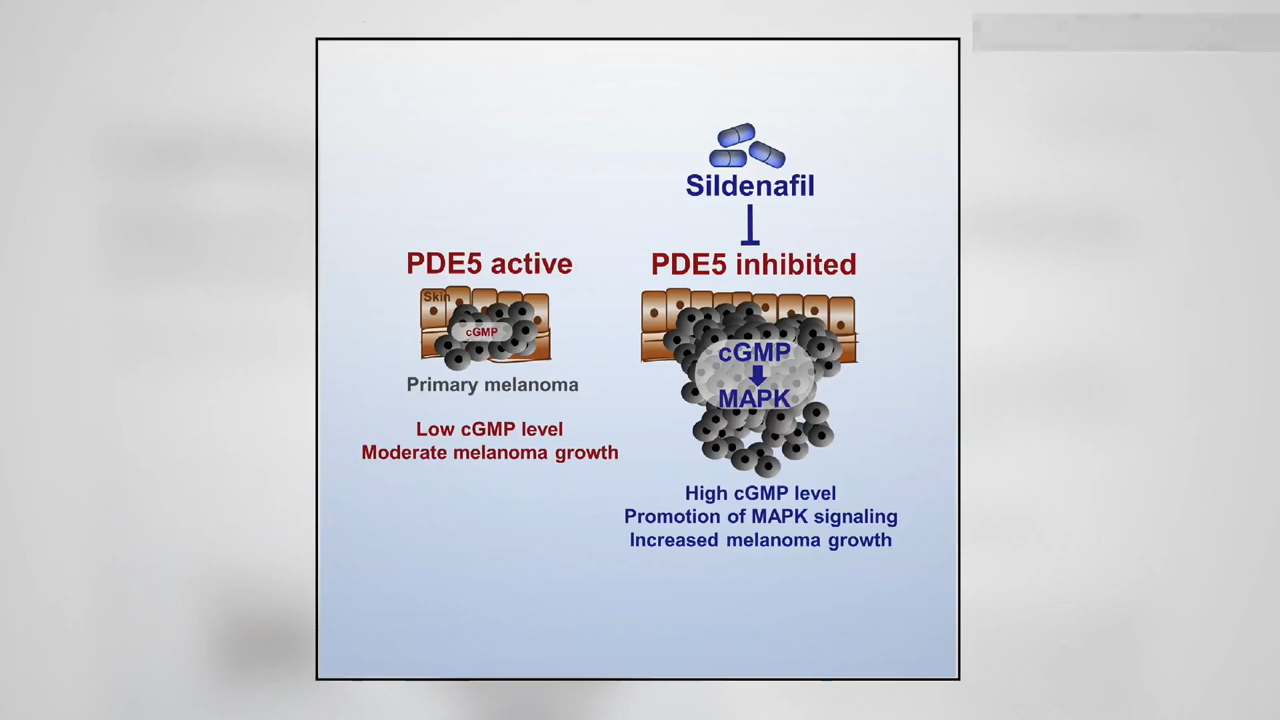 Sildenafil
PDE5 active
PDE5 inhibited
Skin
cGMP
cGMP
MAPK
Primary melanoma
Low cGMP level
Moderate melanoma growth
High cGMP level
Promotion of MAPK signaling
Increased melanoma growth